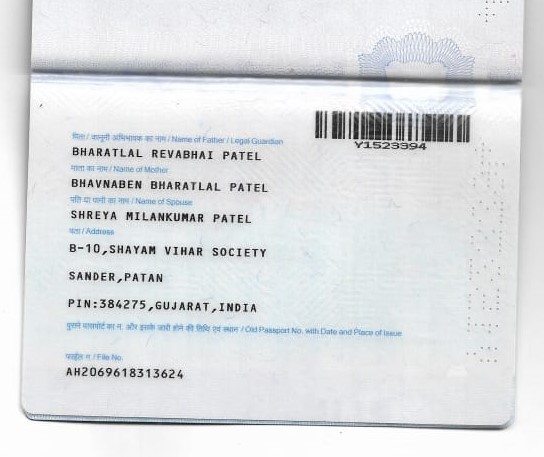 Y1523394
पिता / कानूनी अभिभावक का नाम / Name of Father / Legal Guardian
BHARATLAL REVABHAI PATEL
माता का नाम / Name of Mother
BHAVNABEN BHARATLAL PATEL
पति या पत्नी का नाम / Name of Spouse
SHREYA MILANKUMAR PATEL
पता / Address
B-10,SHAYAM VIHAR SOCIETY
SANDER,PATAN
PIN:384275,GUJARAT,INDIA
पुराने पासपोर्ट का न. और इसके जारी होने की तिथि एवं स्थान / Old Passport No. with Date and Place of Issue
फाईल न. / File No.
AH2069618313624